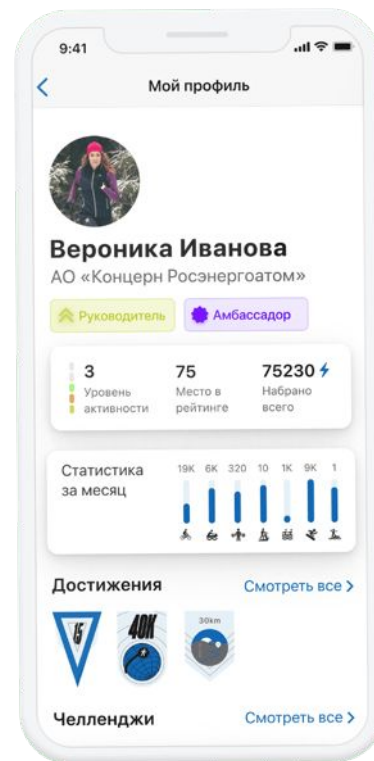 9:41
Мой профиль
Вероника Иванова
АО «Концерн Росэнергоатом»
Руководитель
Амбассадор
3
Уровень
активности
75
Место в
рейтинге
75230
Набрано
всего
Статистика
за месяц
19K 6K 320 10 1K 9K 1
Достижения
Смотреть все
15
40K
30km
Челленджи
Смотреть все